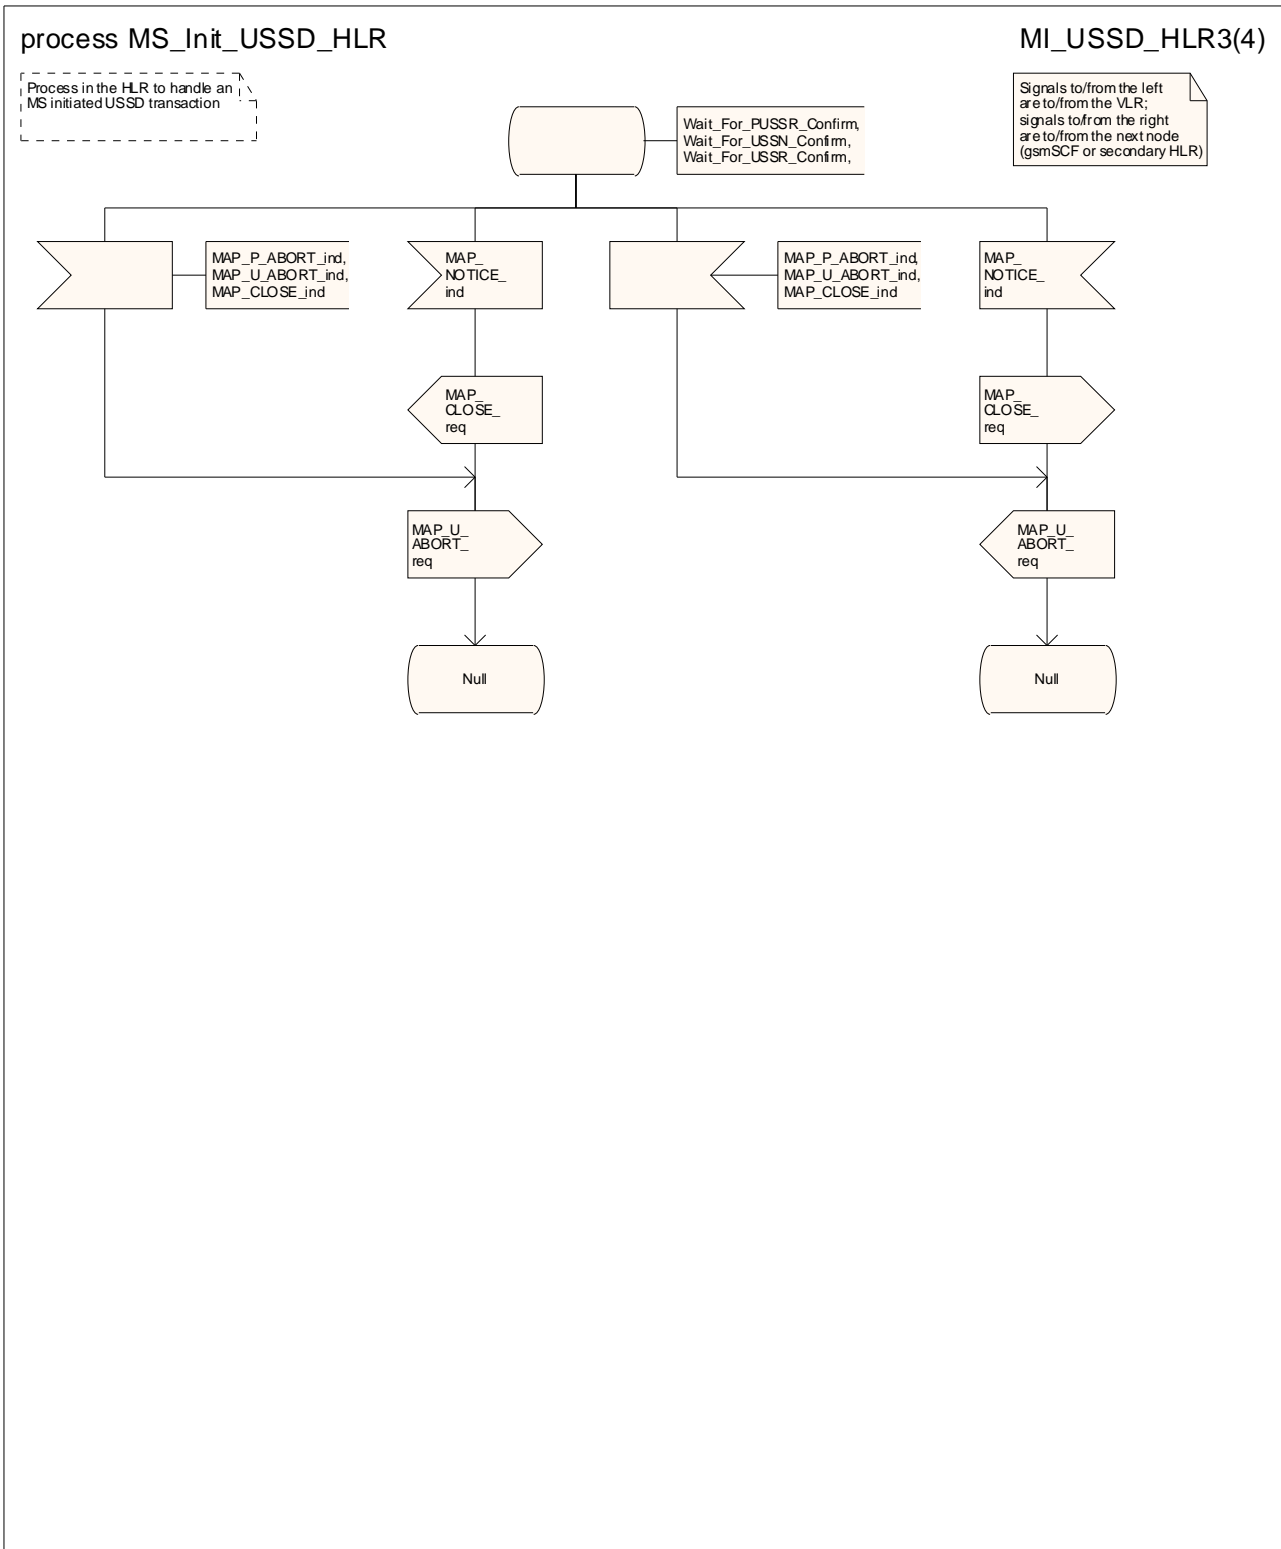 process MS_Init_USSD_HLR
MI_USSD_HLR3(4)
Process in the HLR to handle an
MS initiated USSD transaction
Signals to/from the left
are to/from the VLR;
signals to/from the right
are to/from the next node
(gsmSCF or secondary HLR)
Wait_For_PUSSR_Confirm,
Wait_For_USSN_Confirm,
Wait_For_USSR_Confirm,
MAP_P_ABORT_ind,
MAP_U_ABORT_ind,
MAP_CLOSE_ind
MAP_
NOTICE_
ind
MAP_P_ABORT_ind,
MAP_U_ABORT_ind,
MAP_CLOSE_ind
MAP_
NOTICE_
ind
MAP_
CLOSE_
req
MAP_
CLOSE_
req
MAP_U_
ABORT_
req
MAP_U_
ABORT_
req
Null
Null